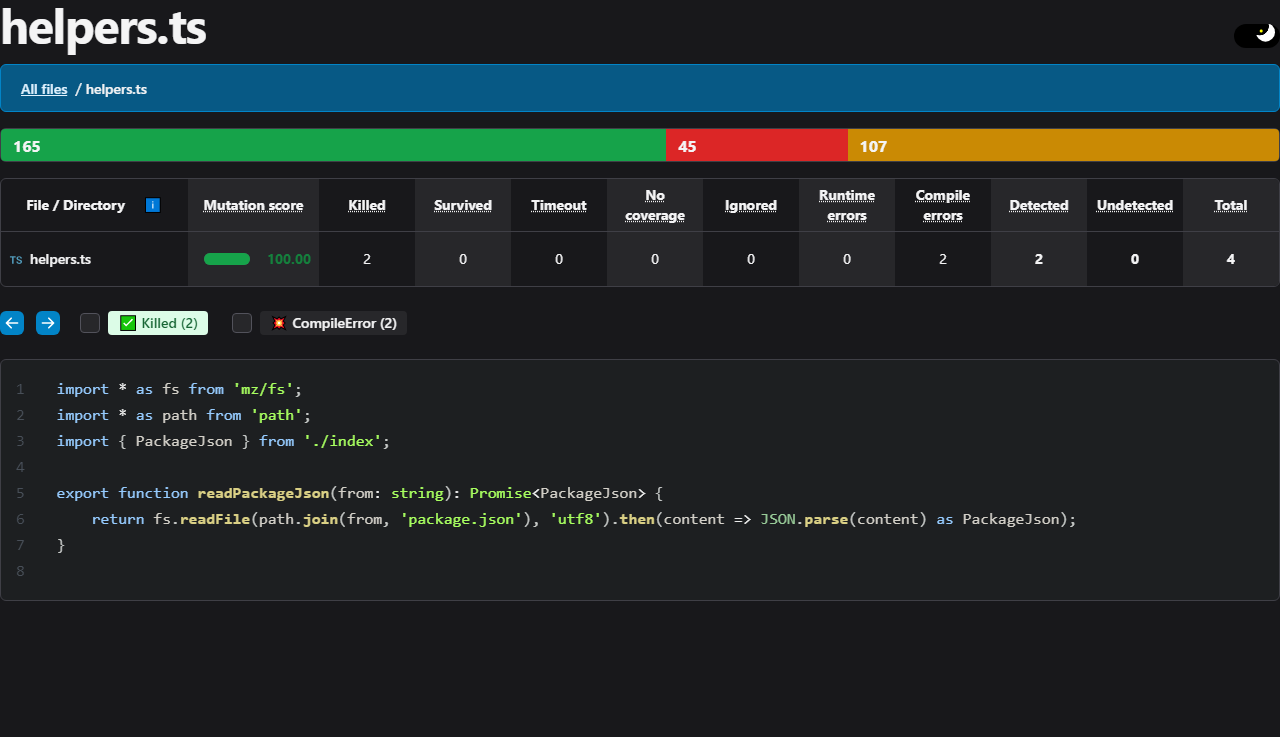 helpers.ts
All files / helpers.ts
165 45 107
File / Directory i Mutation score Killed Survived Timeout No coverage Ignored Runtime errors Compile errors Detected Undetected Total
TS helpers.ts 100.00 2 0 0 0 0 0 2 2 0 4
← → ✅ Killed (2) 💥 CompileError (2)
1 import * as fs from 'mz/fs';
2 import * as path from 'path';
3 import { PackageJson } from './index';
4
5 export function readPackageJson(from: string): Promise<PackageJson> {
6     return fs.readFile(path.join(from, 'package.json'), 'utf8').then(content => JSON.parse(content) as PackageJson);
7 }
8